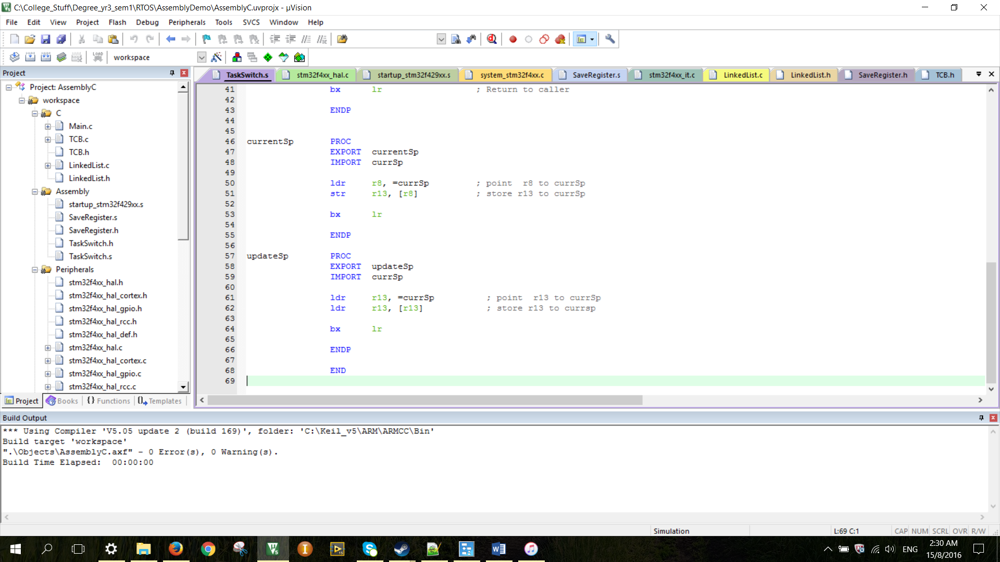 C:\College_Stuff\Degree_yr3_sem1\RTOS\AssemblyDemo\AssemblyC.uvprojx - µVision
File Edit View Project Flash Debug Peripherals Tools SVCS Window Help
LOAD workspace
Project
Project: AssemblyC
workspace
C
Main.c
TCB.c
TCB.h
LinkedList.c
LinkedList.h
Assembly
startup_stm32f429xx.s
SaveRegister.s
SaveRegister.h
TaskSwitch.h
TaskSwitch.s
Peripherals
stm32f4xx_hal.h
stm32f4xx_hal_cortex.h
stm32f4xx_hal_gpio.h
stm32f4xx_hal_rcc.h
stm32f4xx_hal_def.h
stm32f4xx_hal.c
stm32f4xx_hal_cortex.c
stm32f4xx_hal_gpio.c
stm32f4xx_hal_rcc.c
Project Books {} Functions 0 Templates
TaskSwitch.s stm32f4xx_hal.c startup_stm32f429xx.s system_stm32f4xx.c SaveRegister.s stm32f4xx_it.c LinkedList.c LinkedList.h SaveRegister.h TCB.h
41 bx lr ; Return to caller
42
43 ENDP
44
45
46 currentSp PROC
47 EXPORT currentSp
48 IMPORT currSp
49
50 ldr r8, =currSp ; point r8 to currSp
51 str r13, [r8] ; store r13 to currSp
52
53 bx lr
54
55 ENDP
56
57 updateSp PROC
58 EXPORT updateSp
59 IMPORT currSp
60
61 ldr r13, =currSp ; point r13 to currSp
62 ldr r13, [r13] ; store r13 to currsp
63
64 bx lr
65
66 ENDP
67
68 END
69
Build Output
*** Using Compiler 'V5.05 update 2 (build 169)', folder: 'C:\Keil_v5\ARM\ARMCC\Bin'
Build target 'workspace'
".\Objects\AssemblyC.axf" - 0 Error(s), 0 Warning(s).
Build Time Elapsed: 00:00:00
Simulation L:69 C:1 CAP NUM SCRL OVR R/W
ENG 2:30 AM
15/8/2016